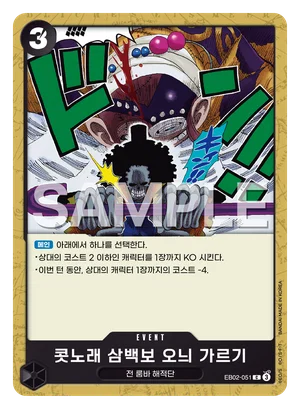 3
ドドン!!
SAMPLE
메인 아래에서 하나를 선택한다.
・상대의 코스트 2 이하인 캐릭터를 1장까지 KO 시킨다.
・이번 턴 동안, 상대의 캐릭터 1장까지의 코스트 -4.
EVENT
콧노래 삼백보 오늬 가르기
전 룸바 해적단
EB02-051
3